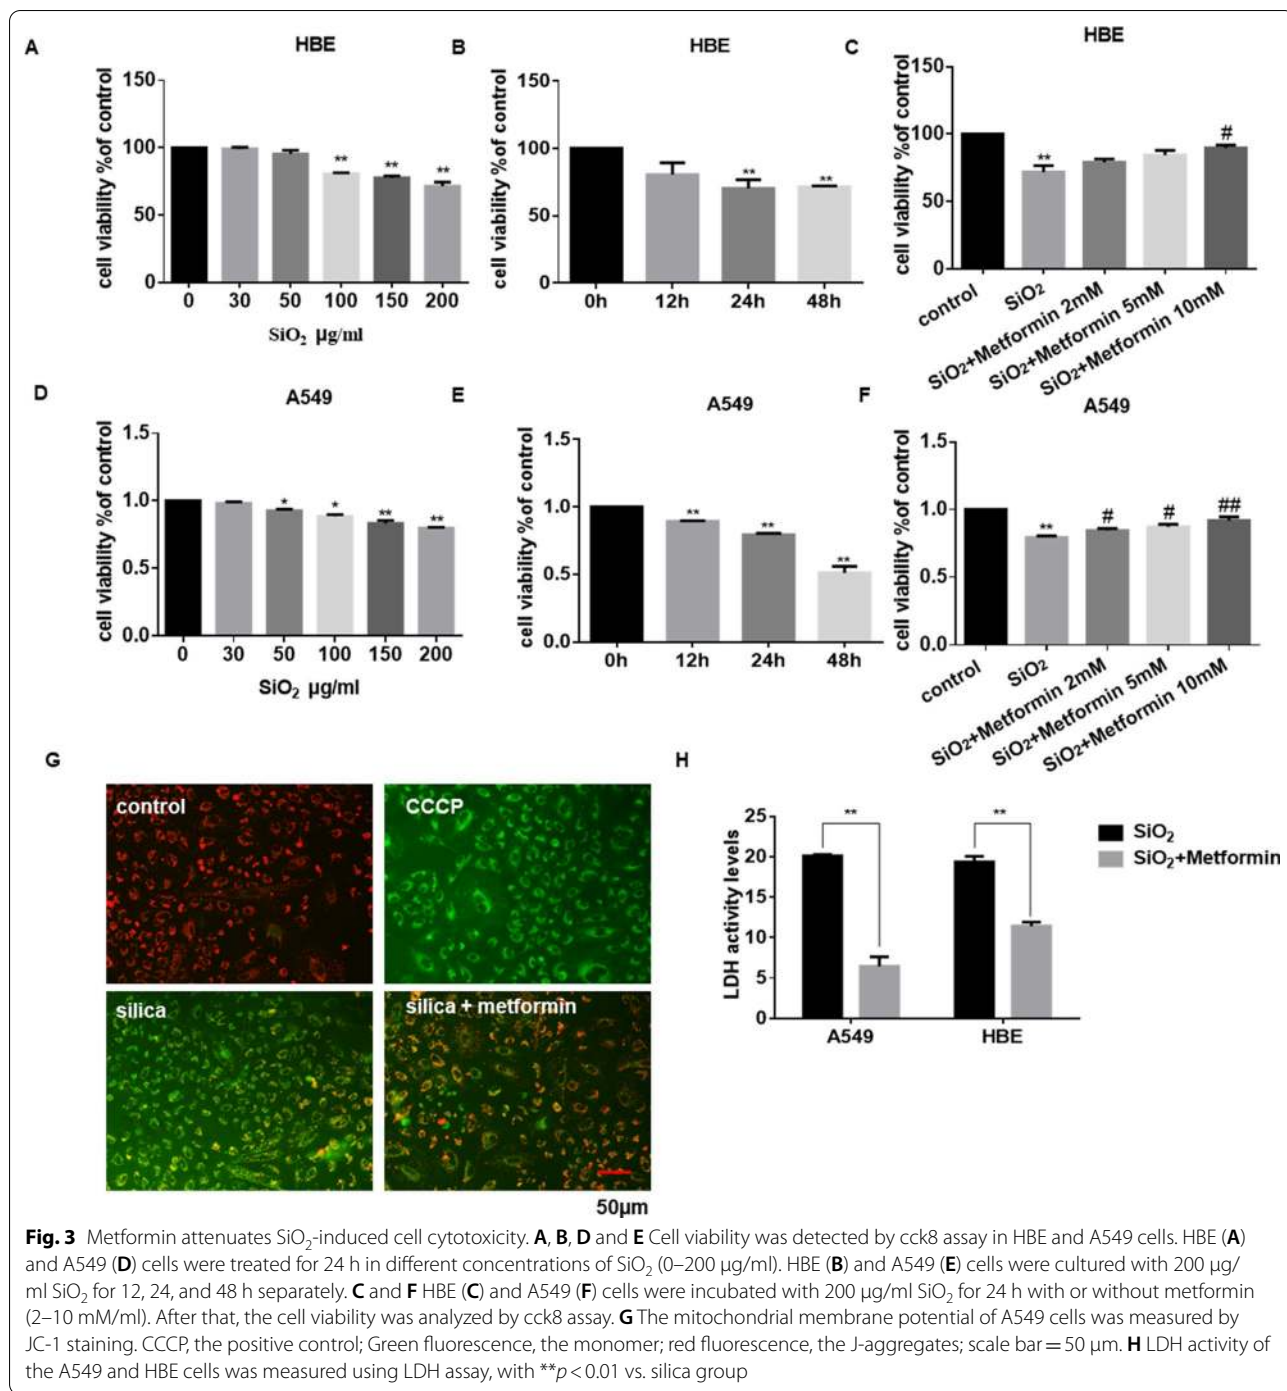 A
HBE
cell viability %of control
150
100
50
0
** ** **
0 30 50 100 150 200
SiO₂ μg/ml
B
HBE
cell viability %of control
150
100
50
0
** **
0h 12h 24h 48h
C
HBE
cell viability %of control
150
100
50
0
** #
control
SiO₂
SiO₂+Metformin 2mM
SiO₂+Metformin 5mM
SiO₂+Metformin 10mM
D
A549
cell viability %of control
1.5
1.0
0.5
0.0
* * ** **
0 30 50 100 150 200
SiO₂ μg/ml
E
A549
cell viability %of control
1.5
1.0
0.5
0.0
** ** **
0h 12h 24h 48h
F
A549
cell viability %of control
1.5
1.0
0.5
0.0
** # # ##
control
SiO₂
SiO₂+Metformin 2mM
SiO₂+Metformin 5mM
SiO₂+Metformin 10mM
G
control
CCCP
silica
silica + metformin
50μm
H
LDH activity levels
25
20
15
10
5
0
** **
A549 HBE
SiO₂
SiO₂+Metformin
Fig. 3 Metformin attenuates SiO₂-induced cell cytotoxicity. A, B, D and E Cell viability was detected by cck8 assay in HBE and A549 cells. HBE (A)
and A549 (D) cells were treated for 24 h in different concentrations of SiO₂ (0–200 μg/ml). HBE (B) and A549 (E) cells were cultured with 200 μg/
ml SiO₂ for 12, 24, and 48 h separately. C and F HBE (C) and A549 (F) cells were incubated with 200 μg/ml SiO₂ for 24 h with or without metformin
(2–10 mM/ml). After that, the cell viability was analyzed by cck8 assay. G The mitochondrial membrane potential of A549 cells was measured by
JC-1 staining. CCCP, the positive control; Green fluorescence, the monomer; red fluorescence, the J-aggregates; scale bar = 50 μm. H LDH activity of
the A549 and HBE cells was measured using LDH assay, with **p < 0.01 vs. silica group